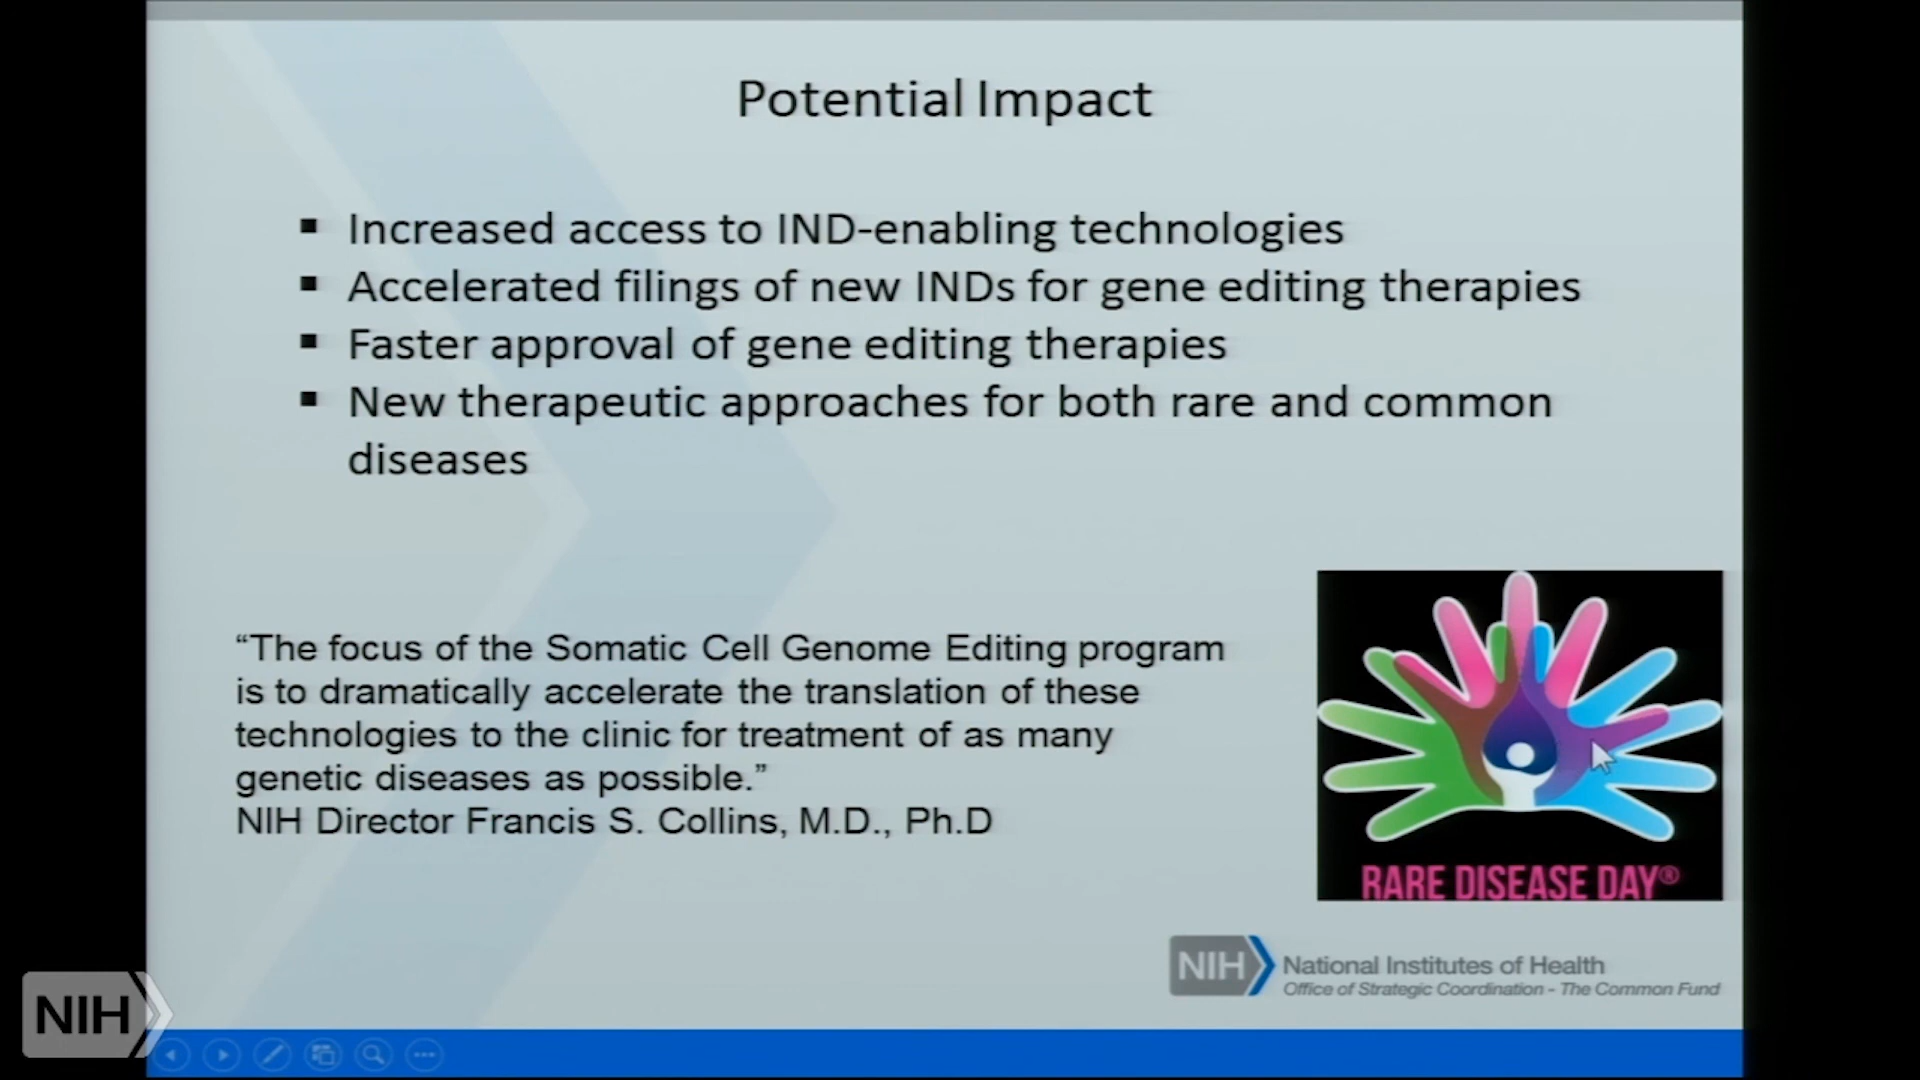 Potential Impact
▪ Increased access to IND-enabling technologies
▪ Accelerated filings of new INDs for gene editing therapies
▪ Faster approval of gene editing therapies
▪ New therapeutic approaches for both rare and common
diseases
“The focus of the Somatic Cell Genome Editing program
is to dramatically accelerate the translation of these
technologies to the clinic for treatment of as many
genetic diseases as possible.”
NIH Director Francis S. Collins, M.D., Ph.D
RARE DISEASE DAY®
NIH National Institutes of Health
Office of Strategic Coordination - The Common Fund
NIH